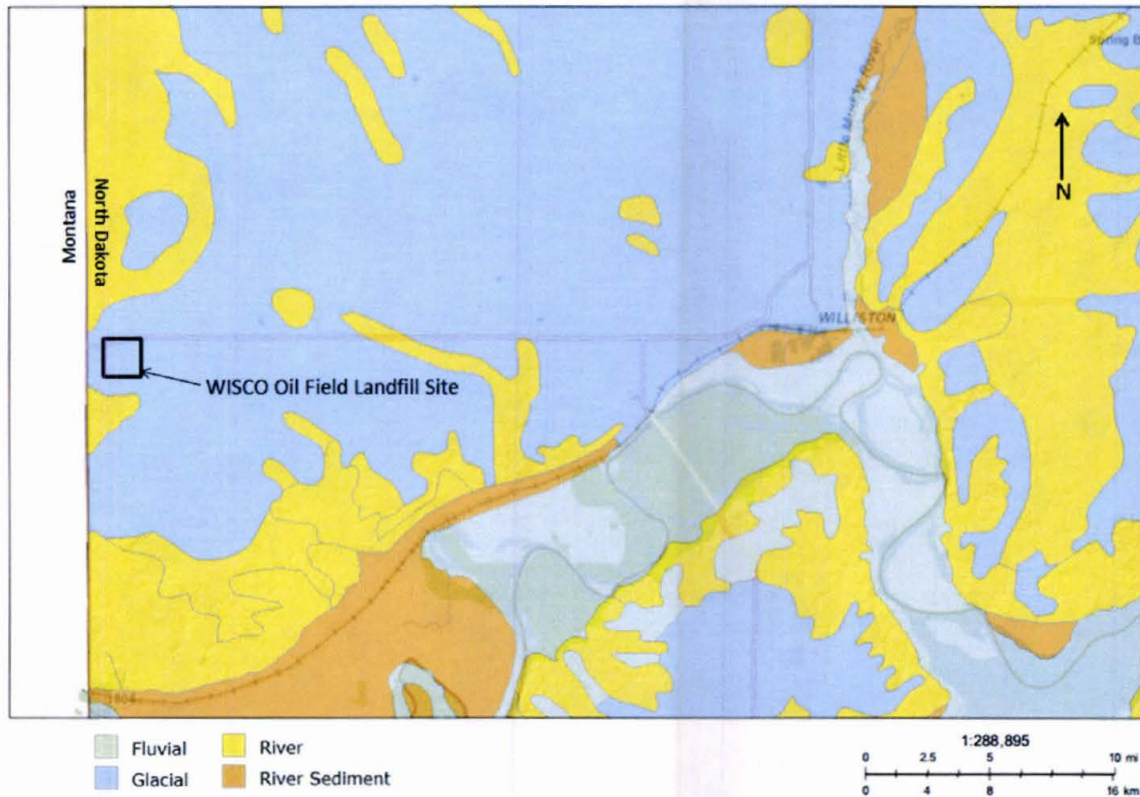 Spring
Little Muddy River
N
Montana
North Dakota
WILLISTON
WISCO Oil Field Landfill Site
Fluvial
River
Glacial
River Sediment
1:288,895
0 2.5 5 10 mi
0 4 8 16 km